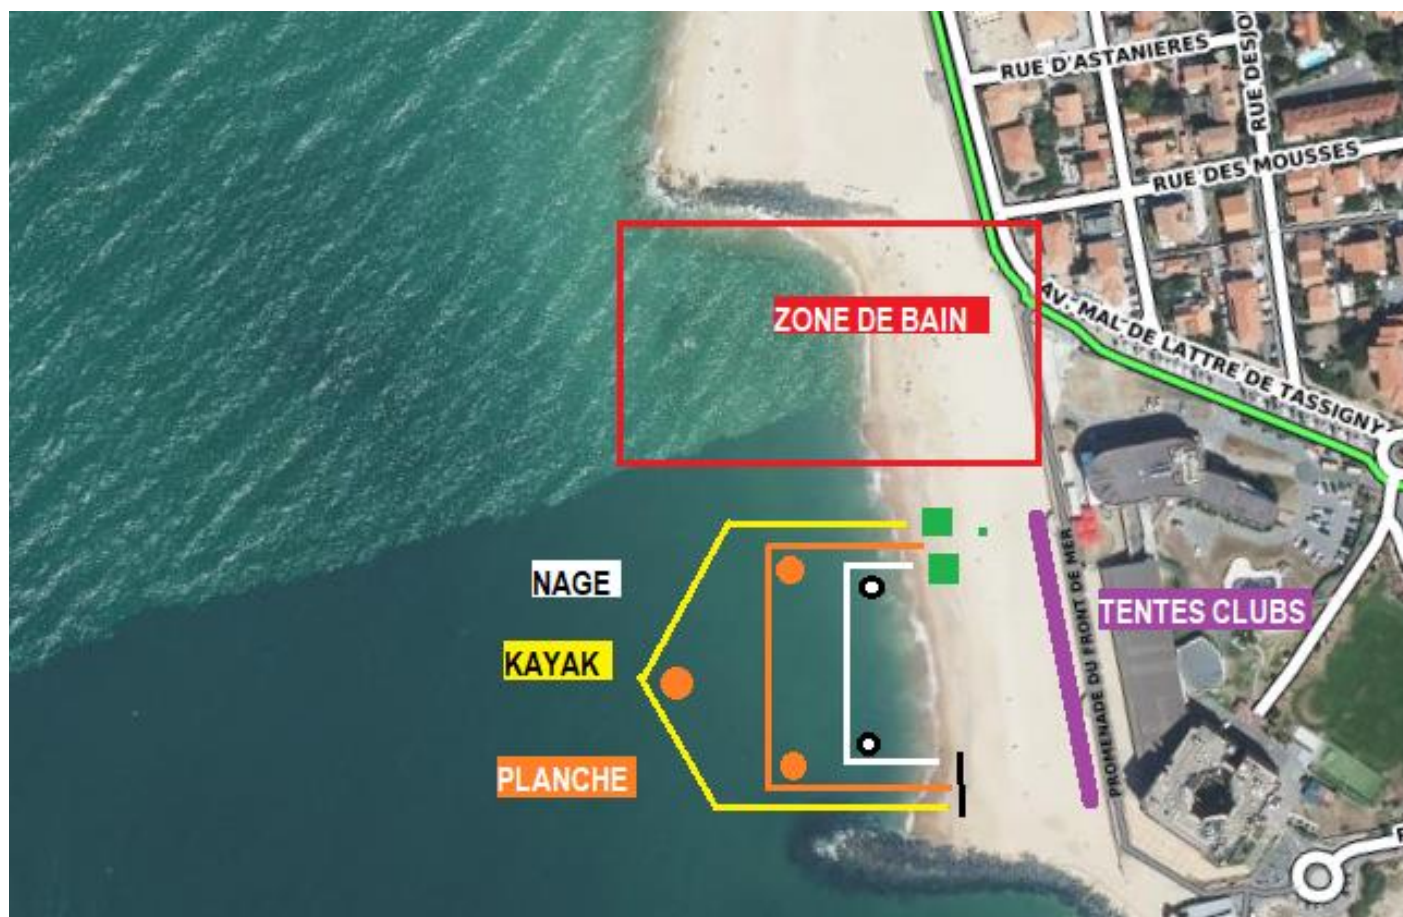 RUE D'ASTANIERES
RUE DESJO
RUE DES MOUSSES
ZONE DE BAIN
AV. MAL DE LATTRE DE TASSIGNY
NAGE
TENTES CLUBS
PROMENADE DU FRONT DE MER
KAYAK
PLANCHE